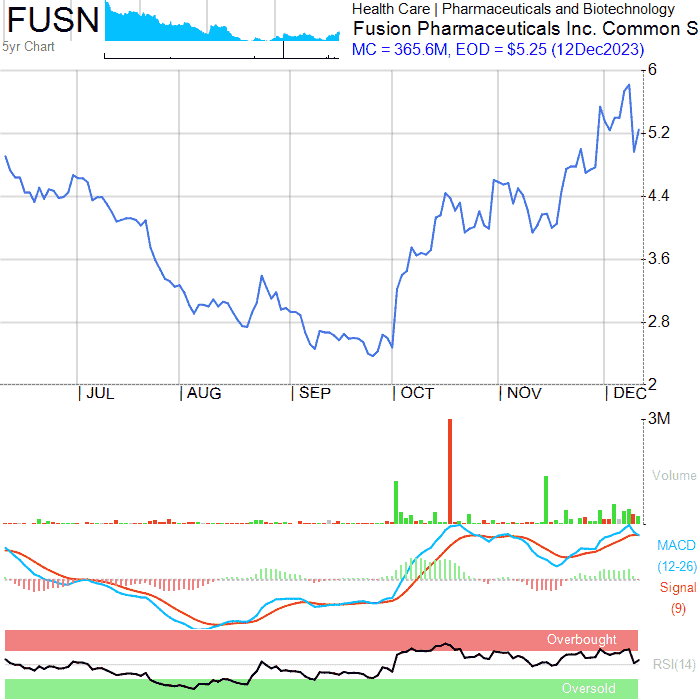 FUSN
5yr Chart
Health Care | Pharmaceuticals and Biotechnology
Fusion Pharmaceuticals Inc. Common S
MC = 365.6M, EOD = $5.25 (12Dec2023)
6
5.2
4.4
3.6
2.8
2
| JUL | AUG | SEP | OCT | NOV | DEC
3M
Volume
MACD
(12-26)
Signal
(9)
Overbought
RSI(14)
Oversold